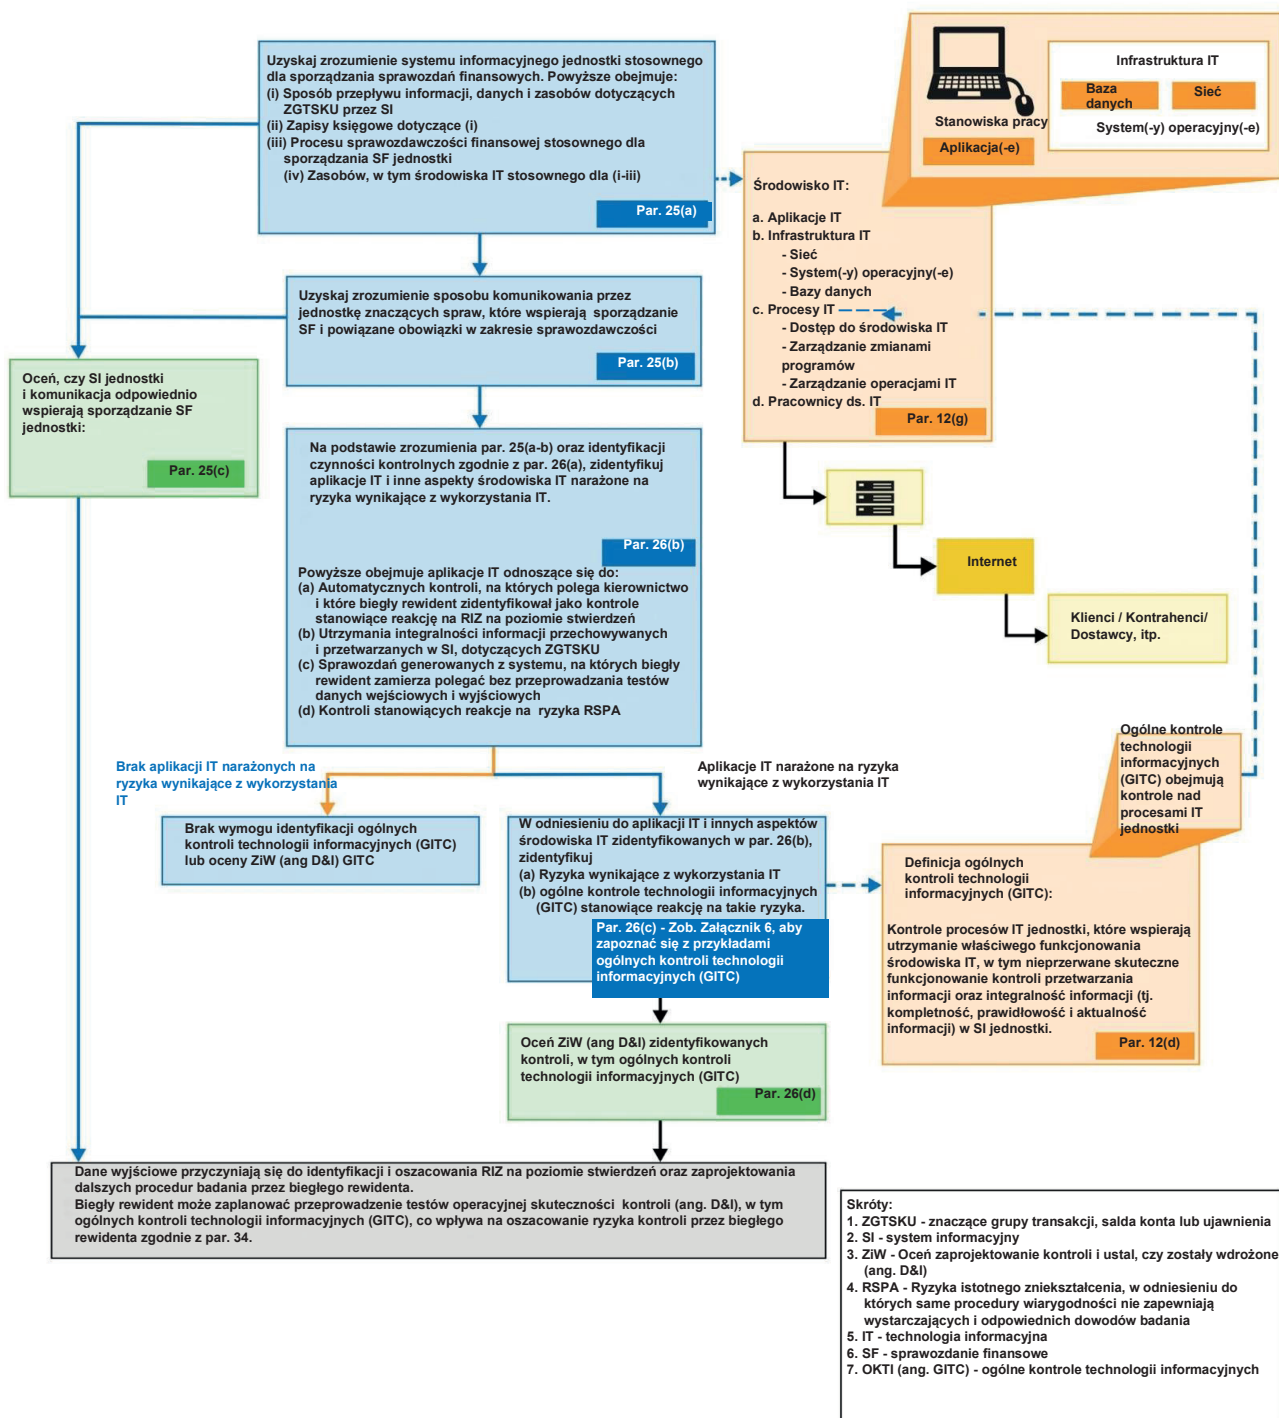 Uzyskaj zrozumienie systemu informacyjnego jednostki stosownego
dla sporządzania sprawozdań finansowych. Powyższe obejmuje:
(i) Sposób przepływu informacji, danych i zasobów dotyczących
ZGTSKU przez SI
(ii) Zapisy księgowe dotyczące (i)
(iii) Procesu sprawozdawczości finansowej stosownego dla
sporządzania SF jednostki
(iv) Zasobów, w tym środowiska IT stosownego dla (i-iii)
Par. 25(a)
Stanowiska pracy
Aplikacja(-e)
Infrastruktura IT
Baza
danych
Sieć
System(-y) operacyjny(-e)
Środowisko IT:
a. Aplikacje IT
b. Infrastruktura IT
- Sieć
- System(-y) operacyjny(-e)
- Bazy danych
c. Procesy IT
- Dostęp do środowiska IT
- Zarządzanie zmianami
programów
- Zarządzanie operacjami IT
d. Pracownicy ds. IT
Par. 12(g)
Uzyskaj zrozumienie sposobu komunikowania przez
jednostkę znaczących spraw, które wspierają sporządzanie
SF i powiązane obowiązki w zakresie sprawozdawczości
Par. 25(b)
Oceń, czy SI jednostki
i komunikacja odpowiednio
wspierają sporządzanie SF
jednostki:
Par. 25(c)
Na podstawie zrozumienia par. 25(a-b) oraz identyfikacji
czynności kontrolnych zgodnie z par. 26(a), zidentyfikuj
aplikacje IT i inne aspekty środowiska IT narażone na
ryzyka wynikające z wykorzystania IT.
Par. 26(b)
Powyższe obejmuje aplikacje IT odnoszące się do:
(a) Automatycznych kontroli, na których polega kierownictwo
i które biegły rewident zidentyfikował jako kontrole
stanowiące reakcję na RIZ na poziomie stwierdzeń
(b) Utrzymania integralności informacji przechowywanych
i przetwarzanych w SI, dotyczących ZGTSKU
(c) Sprawozdań generowanych z systemu, na których biegły
rewident zamierza polegać bez przeprowadzania testów
danych wejściowych i wyjściowych
(d) Kontroli stanowiących reakcje na ryzyka RSPA
Internet
Klienci / Kontrahenci/
Dostawcy, itp.
Brak aplikacji IT narażonych na
ryzyka wynikające z wykorzystania
IT
Aplikacje IT narażone na ryzyka
wynikające z wykorzystania IT
Brak wymogu identyfikacji ogólnych
kontroli technologii informacyjnych (GITC)
lub oceny ZiW (ang D&I) GITC
W odniesieniu do aplikacji IT i innych aspektów
środowiska IT zidentyfikowanych w par. 26(b),
zidentyfikuj
(a) Ryzyka wynikające z wykorzystania IT
(b) ogólne kontrole technologii informacyjnych
(GITC) stanowiące reakcję na takie ryzyka.
Par. 26(c) - Zob. Załącznik 6, aby
zapoznać się z przykładami
ogólnych kontroli technologii
informacyjnych (GITC)
Ogólne kontrole
technologii
informacyjnych
(GITC) obejmują
kontrole nad
procesami IT
jednostki
Definicja ogólnych
kontroli technologii
informacyjnych (GITC):
Kontrole procesów IT jednostki, które wspierają
utrzymanie właściwego funkcjonowania
środowiska IT, w tym nieprzerwane skuteczne
funkcjonowanie kontroli przetwarzania
informacji oraz integralność informacji (tj.
kompletność, prawidłowość i aktualność
informacji) w SI jednostki.
Par. 12(d)
Oceń ZiW (ang D&I) zidentyfikowanych
kontroli, w tym ogólnych kontroli
technologii informacyjnych (GITC)
Par. 26(d)
Dane wyjściowe przyczyniają się do identyfikacji i oszacowania RIZ na poziomie stwierdzeń oraz zaprojektowania
dalszych procedur badania przez biegłego rewidenta.
Biegły rewident może zaplanować przeprowadzenie testów operacyjnej skuteczności kontroli (ang. D&I), w tym
ogólnych kontroli technologii informacyjnych (GITC), co wpływa na oszacowanie ryzyka kontroli przez biegłego
rewidenta zgodnie z par. 34.
Skróty:
1. ZGTSKU - znaczące grupy transakcji, salda konta lub ujawnienia
2. SI - system informacyjny
3. ZiW - Oceń zaprojektowanie kontroli i ustal, czy zostały wdrożone
(ang. D&I)
4. RSPA - Ryzyka istotnego zniekształcenia, w odniesieniu do
których same procedury wiarygodności nie zapewniają
wystarczających i odpowiednich dowodów badania
5. IT - technologia informacyjna
6. SF - sprawozdanie finansowe
7. OKTI (ang. GITC) - ogólne kontrole technologii informacyjnych